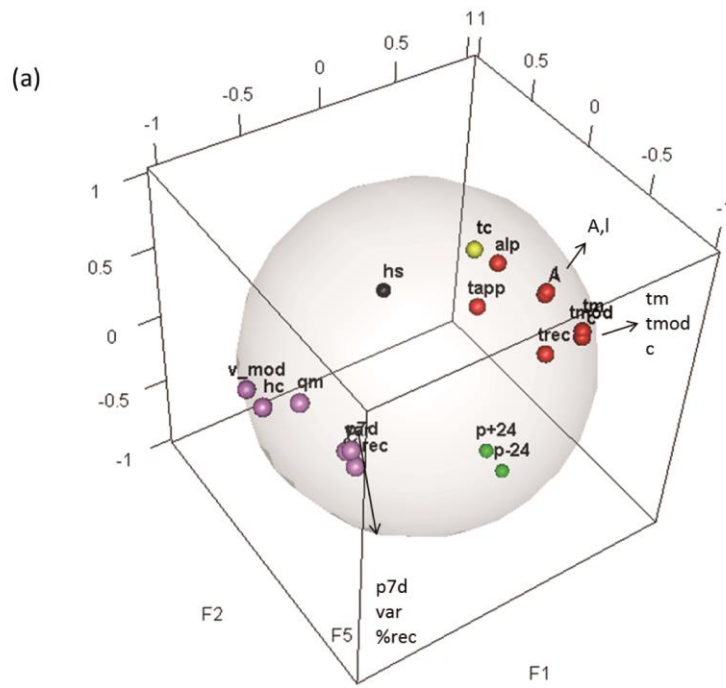 (a)
-1
-0.5
0
0.5
11
0.5
0
-0.5
-1
1
0.5
0
-0.5
-1
tc
alp
A,l
hs
tapp
tm
tmod
c
trec
tm
tmod
c
v_mod
hc
qm
p7d
rec
p+24
p-24
p7d
var
%rec
F2
F5
F1